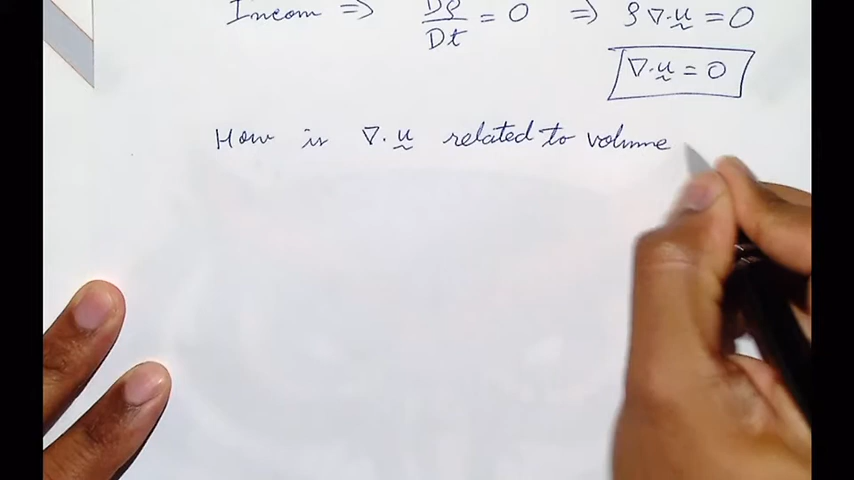 Incom ⇒ Dρ/Dt = 0 ⇒ ρ ∇·u = 0
∇·u = 0
How is ∇·u related to volume